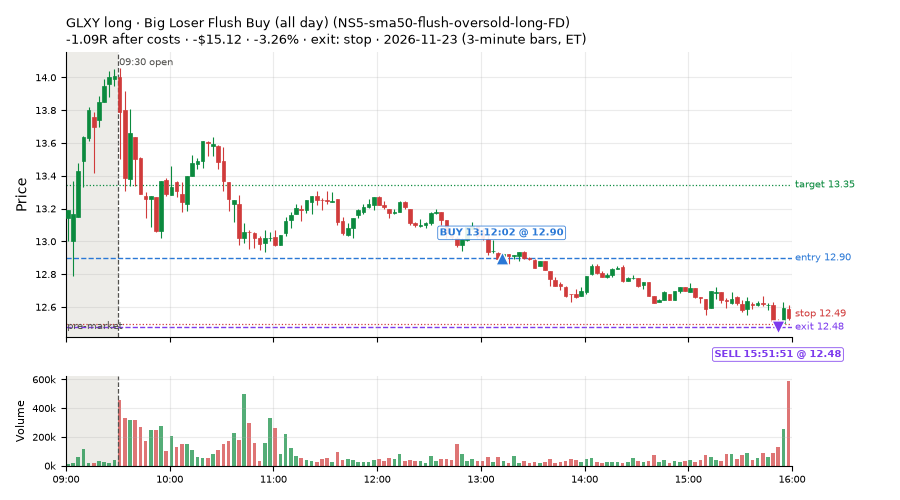 GLXY long · Big Loser Flush Buy (all day) (NS5-sma50-flush-oversold-long-FD)
-1.09R after costs · -$15.12 · -3.26% · exit: stop · 2026-11-23 (3-minute bars, ET)
09:30 open
14.0
13.8
13.6
13.4
13.2
13.0
12.8
12.6
Price
target 13.35
BUY 13:12:02 @ 12.90
entry 12.90
stop 12.49
exit 12.48
pre-market
SELL 15:51:51 @ 12.48
600k
400k
200k
0k
Volume
09:00 10:00 11:00 12:00 13:00 14:00 15:00 16:00